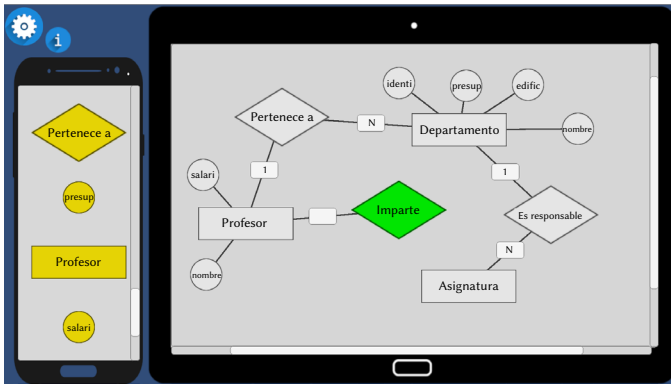 i
Pertenece a
presup
Profesor
salari
identi
presup
edific
Pertenece a
N
Departamento
nombre
1
1
salari
Imparte
Es responsable
Profesor
N
nombre
Asignatura